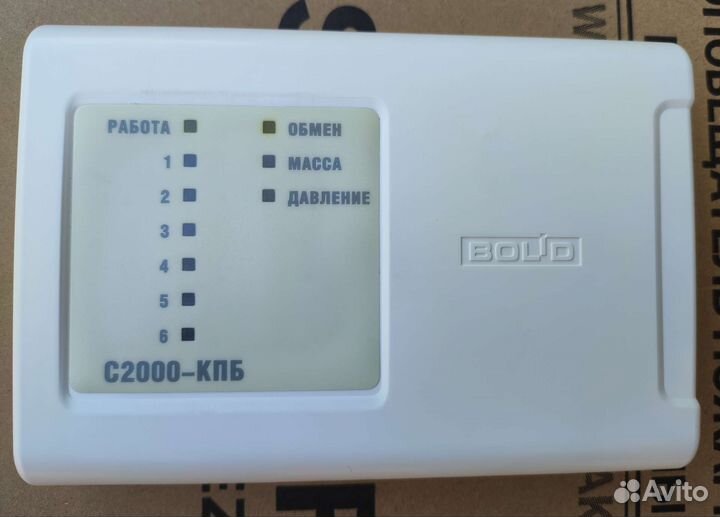 РАБОТА ОБМЕН
1 МАССА
2 ДАВЛЕНИЕ
3
4
5
6
С2000-КПБ
BOLID
Avito